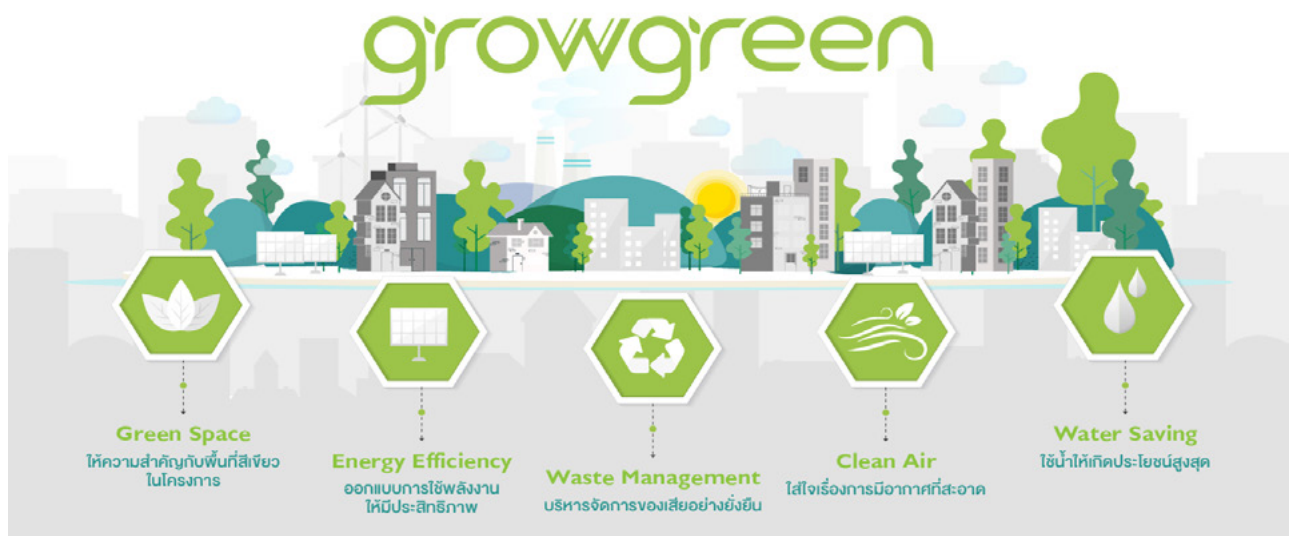 growgreen
Green Space
ให้ความสำคัญกับพื้นที่สีเขียว
ในโครงการ
Energy Efficiency
ออกแบบการใช้พลังงาน
ให้มีประสิทธิภาพ
Waste Management
บริหารจัดการของเสียอย่างยั่งยืน
Clean Air
ใส่ใจเรื่องการมีอากาศที่สะอาด
Water Saving
ใช้น้ำให้เกิดประโยชน์สูงสุด